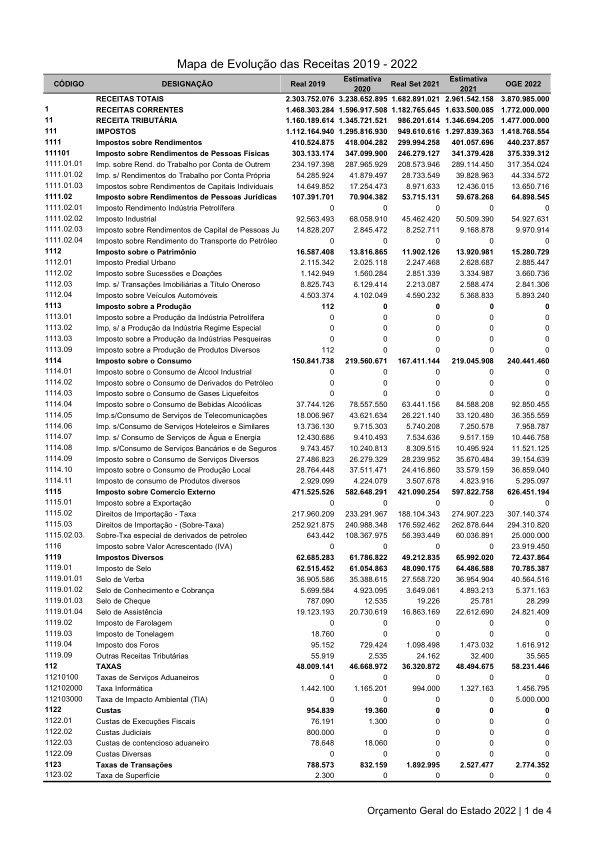 Mapa de Evolução das Receitas 2019 - 2022
CÓDIGO DESIGNAÇÃO Real 2019 Estimativa 2020 Real Set 2021 Estimativa 2021 OGE 2022
RECEITAS TOTAIS 2.303.752.076 3.238.652.895 1.682.891.021 2.961.542.158 3.870.985.000
1 RECEITAS CORRENTES 1.468.303.284 1.596.917.508 1.182.765.645 1.633.500.085 1.772.000.000
11 RECEITA TRIBUTÁRIA 1.160.189.614 1.345.721.521 986.201.614 1.346.694.205 1.477.000.000
111 IMPOSTOS 1.112.164.940 1.295.816.930 949.610.616 1.297.839.363 1.418.768.554
1111 Impostos sobre Rendimentos 410.524.875 418.004.282 299.994.258 401.057.696 440.237.857
111101 Imposto sobre Rendimentos de Pessoas Físicas 303.133.174 347.099.900 246.279.127 341.379.428 375.339.312
1111.01.01 Imp. sobre Rend. do Trabalho por Conta de Outrem 234.197.398 287.965.929 208.573.946 289.114.500 317.354.024
1111.01.02 Imp. s/ Rendimentos do Trabalho por Conta Própria 54.285.924 41.879.497 28.733.549 39.828.963 44.334.572
1111.01.03 Impostos sobre Rendimentos de Capitais Individuais 14.649.852 17.254.473 8.971.633 12.436.015 13.650.716
1111.02 Imposto sobre Rendimentos de Pessoas Jurídicas 107.391.701 70.904.382 53.715.131 59.678.268 64.898.545
1111.02.01 Imposto Rendimento Indústria Petrolífera 0 0 0 0
1111.02.02 Imposto Industrial 92.563.493 68.058.910 45.462.420 50.509.390 54.927.631
1111.02.03 Imposto sobre Rendimentos de Capital de Pessoas Ju 14.828.207 2.845.472 8.252.711 9.168.878 9.970.914
1111.02.04 Imposto sobre Rendimento do Transporte do Petróleo 0 0 0 0 0
1112 Imposto sobre o Património 16.587.408 13.816.865 11.902.126 13.920.981 15.280.729
1112.01 Imposto Predial Urbano 2.115.342 2.025.118 2.247.468 2.628.687 2.885.447
1112.02 Imposto sobre Sucessões e Doações 1.142.949 1.560.284 2.851.339 3.334.987 3.660.736
1112.03 Imp. s/ Transações Imobiliárias a Título Oneroso 8.825.743 6.129.414 2.213.087 2.588.474 2.841.306
1112.04 Imposto sobre Veículos Automóveis 4.503.374 4.102.049 4.590.232 5.368.833 5.893.240
1113 Imposto sobre a Produção 112 0 0 0 0
1113.01 Imposto sobre a Produção da Indústria Petrolífera 0 0 0 0 0
1113.02 Imp, s/ a Produção da Indústria Regime Especial 0 0 0 0 0
1113.03 Imposto sobre a Produção da Indústrias Pesqueiras 0 0 0 0 0
1113.09 Imposto sobre a Produção de Produtos Diversos 112 0 0 0 0
1114 Imposto sobre o Consumo 150.841.738 219.560.671 167.411.144 219.045.908 240.441.460
1114.01 Imposto sobre o Consumo de Álcool Industrial 0 0 0 0 0
1114.02 Imposto sobre o Consumo de Derivados do Petróleo 0 0 0 0 0
1114.03 Imposto sobre o Consumo de Gases Liquefeitos 0 0 0 0 0
1114.04 Imposto sobre o Consumo de Bebidas Alcoólicas 37.744.126 78.557.550 63.441.156 84.588.208 92.850.455
1114.05 Imp.s/Consumo de Serviços de Telecomunicações 18.006.967 43.621.634 26.221.140 33.120.480 36.355.559
1114.06 Imp.s/Consumo de Serviços Hoteleiros e Similares 13.736.130 9.715.303 5.740.208 7.250.578 7.958.787
1114.07 Imp. s/ Consumo de Serviços de Água e Energia 12.430.686 9.410.493 7.534.636 9.517.159 10.446.758
1114.08 Imp. s/Consumo de Serviços Bancários e de Seguros 9.743.457 10.240.813 8.309.515 10.495.924 11.521.125
1114.09 Imposto sobre o Consumo de Serviços Diversos 27.486.823 26.279.329 28.239.952 35.670.484 39.154.639
1114.10 Imposto sobre o Consumo de Produção Local 28.764.448 37.511.471 24.416.860 33.579.159 36.859.040
1114.11 Imposto de consumo de Produtos diversos 2.929.099 4.224.079 3.507.678 4.823.916 5.295.097
1115 Imposto sobre Comercio Externo 471.525.526 582.648.291 421.090.254 597.822.758 626.451.194
1115.01 Imposto sobre a Exportação 0 0 0 0 0
1115.02 Direitos de Importação - Taxa 217.960.209 233.291.967 188.104.343 274.907.223 307.140.374
1115.03 Direitos de Importação - (Sobre-Taxa) 252.921.875 240.988.348 176.592.462 262.878.644 294.310.820
1115.02.03. Sobre-Txa especial de derivados de petroleo 643.442 108.367.975 56.393.449 60.036.891 25.000.000
1116 Imposto sobre Valor Acrescentado (IVA) 0 0 0 0 23.919.450
1119 Impostos Diversos 62.685.283 61.786.822 49.212.835 65.992.020 72.437.864
1119.01 Imposto de Selo 62.515.452 61.054.863 48.090.175 64.486.588 70.785.387
1119.01.01 Selo de Verba 36.905.586 35.388.615 27.558.720 36.954.904 40.564.516
1119.01.02 Selo de Conhecimento e Cobrança 5.699.584 4.923.095 3.649.061 4.893.213 5.371.163
1119.01.03 Selo de Cheque 787.090 12.535 19.226 25.781 28.299
1119.01.04 Selo de Assistência 19.123.193 20.730.619 16.863.169 22.612.690 24.821.409
1119.02 Imposto de Farolagem 0 0 0 0 0
1119.03 Imposto de Tonelagem 18.760 0 0 0 0
1119.04 Imposto dos Foros 95.152 729.424 1.098.498 1.473.032 1.616.912
1119.09 Outras Receitas Tributárias 55.919 2.535 24.162 32.400 35.565
112 TAXAS 48.009.141 46.668.972 36.320.872 48.494.675 58.231.446
11210100 Taxas de Serviços Aduaneiros 0 0 0 0 0
112102000 Taxa Informática 1.442.100 1.165.201 994.000 1.327.163 1.456.795
112103000 Taxa de Impacto Ambiental (TIA) 0 0 0 0 5.000.000
1122 Custas 954.839 19.360 0 0 0
1122.01 Custas de Execuções Fiscais 76.191 1.300 0 0 0
1122.02 Custas Judiciais 800.000 0 0 0 0
1122.03 Custas de contencioso aduaneiro 78.648 18.060 0 0 0
1122.09 Custas Diversas 0 0 0 0 0
1123 Taxas de Transações 788.573 832.159 1.892.995 2.527.477 2.774.352
1123.02 Taxa de Superfície 2.300 0 0 0 0
Orçamento Geral do Estado 2022 | 1 de 4